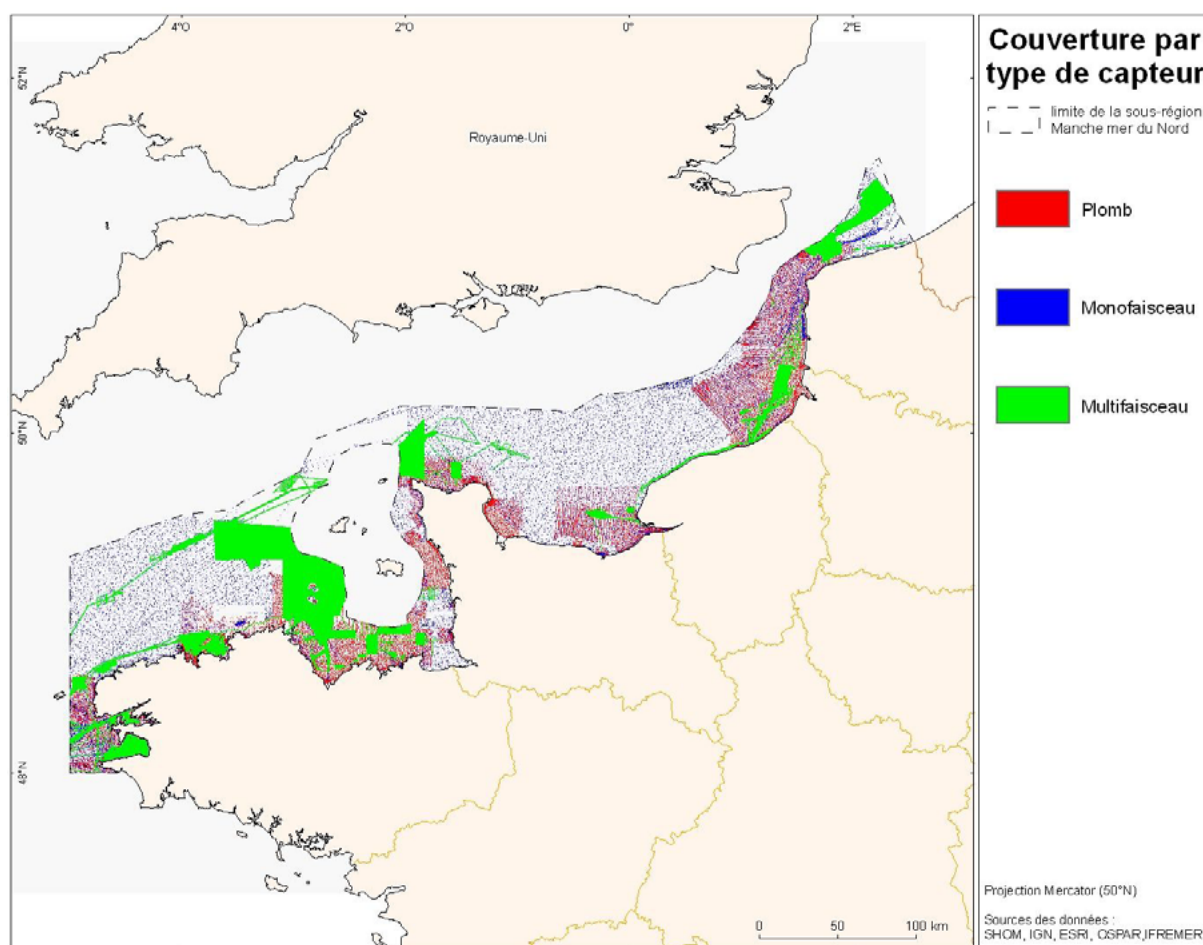 4°O
2°O
0°
2°E
52°N
50°N
48°N
Royaume-Uni
0 50 100 km
Couverture par
type de capteur
limite de la sous-région
Manche mer du Nord
Plomb
Monofaisceau
Multifaisceau
Projection Mercator (50°N)
Sources des données :
SHOM, IGN, ESRI, OSPAR,IFREMER